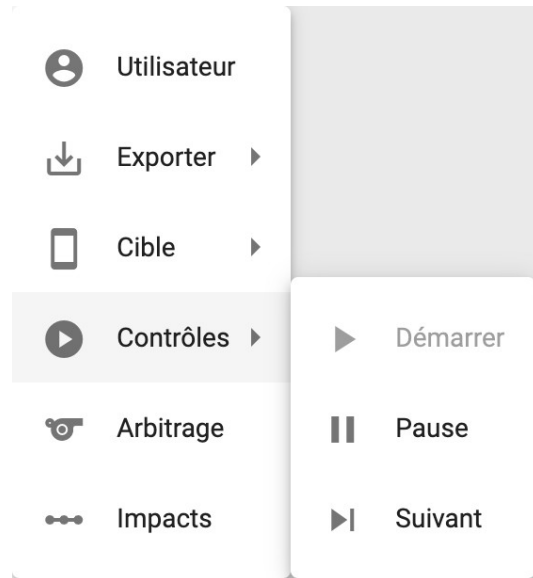 Utilisateur
Exporter
Cible
Contrôles
Arbitrage
Impacts
Démarrer
Pause
Suivant